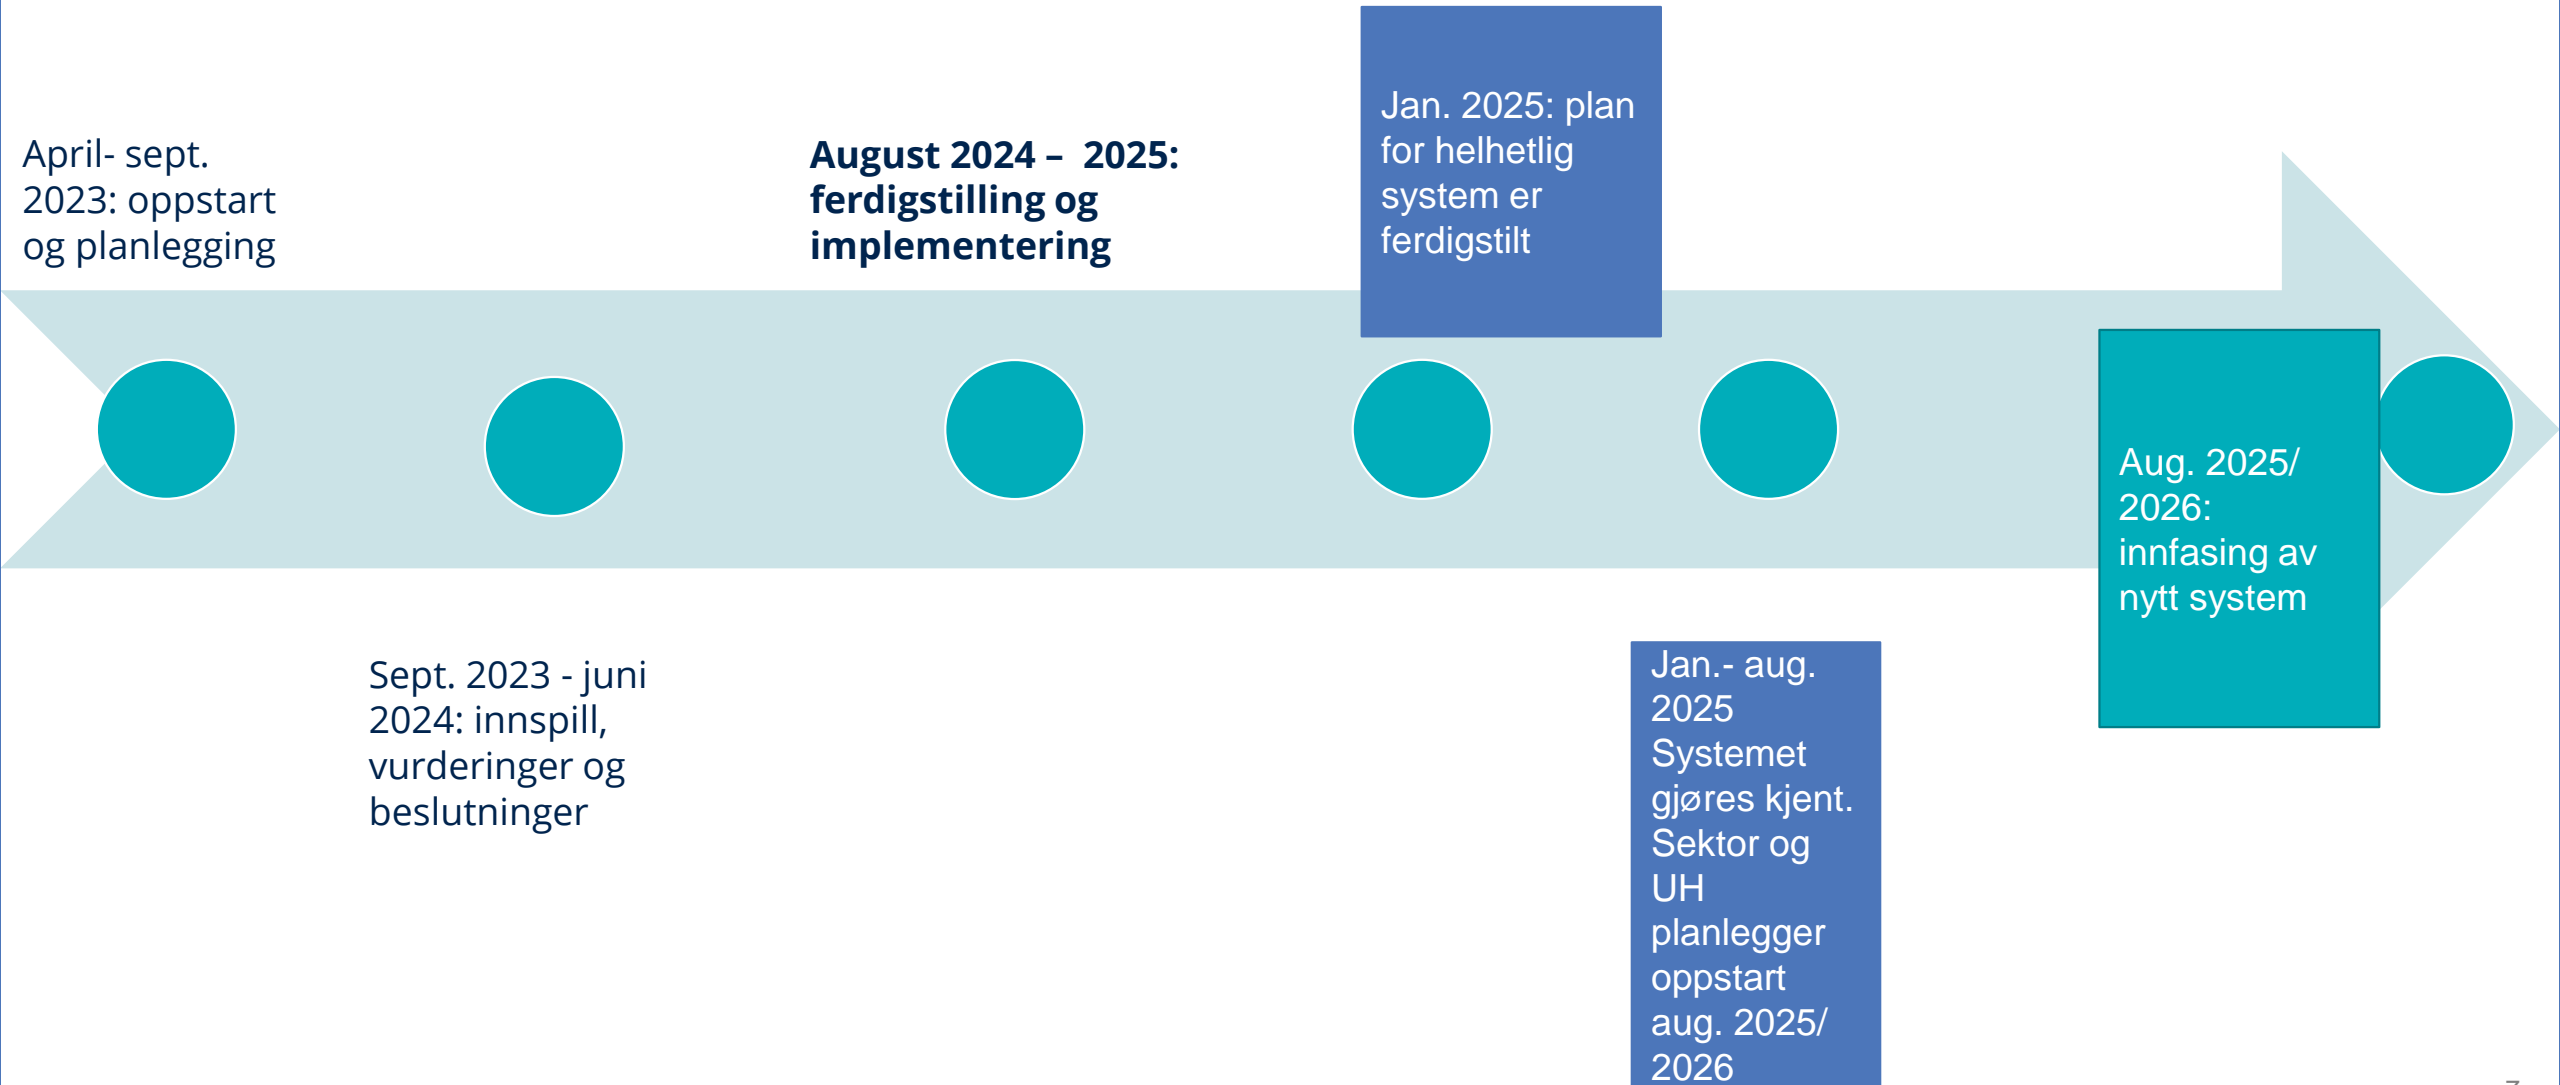 April- sept.
2023: oppstart
og planlegging
Sept. 2023 - juni
2024: innspill,
vurderinger og
beslutninger
August 2024 –  2025:
ferdigstilling og
implementering
Jan. 2025: plan
for helhetlig
system er
ferdigstilt
Jan.- aug.
2025
Systemet
gjøres kjent.
Sektor og
UH
planlegger
oppstart
aug. 2025/
2026
Aug. 2025/
2026:
innfasing av
nytt system